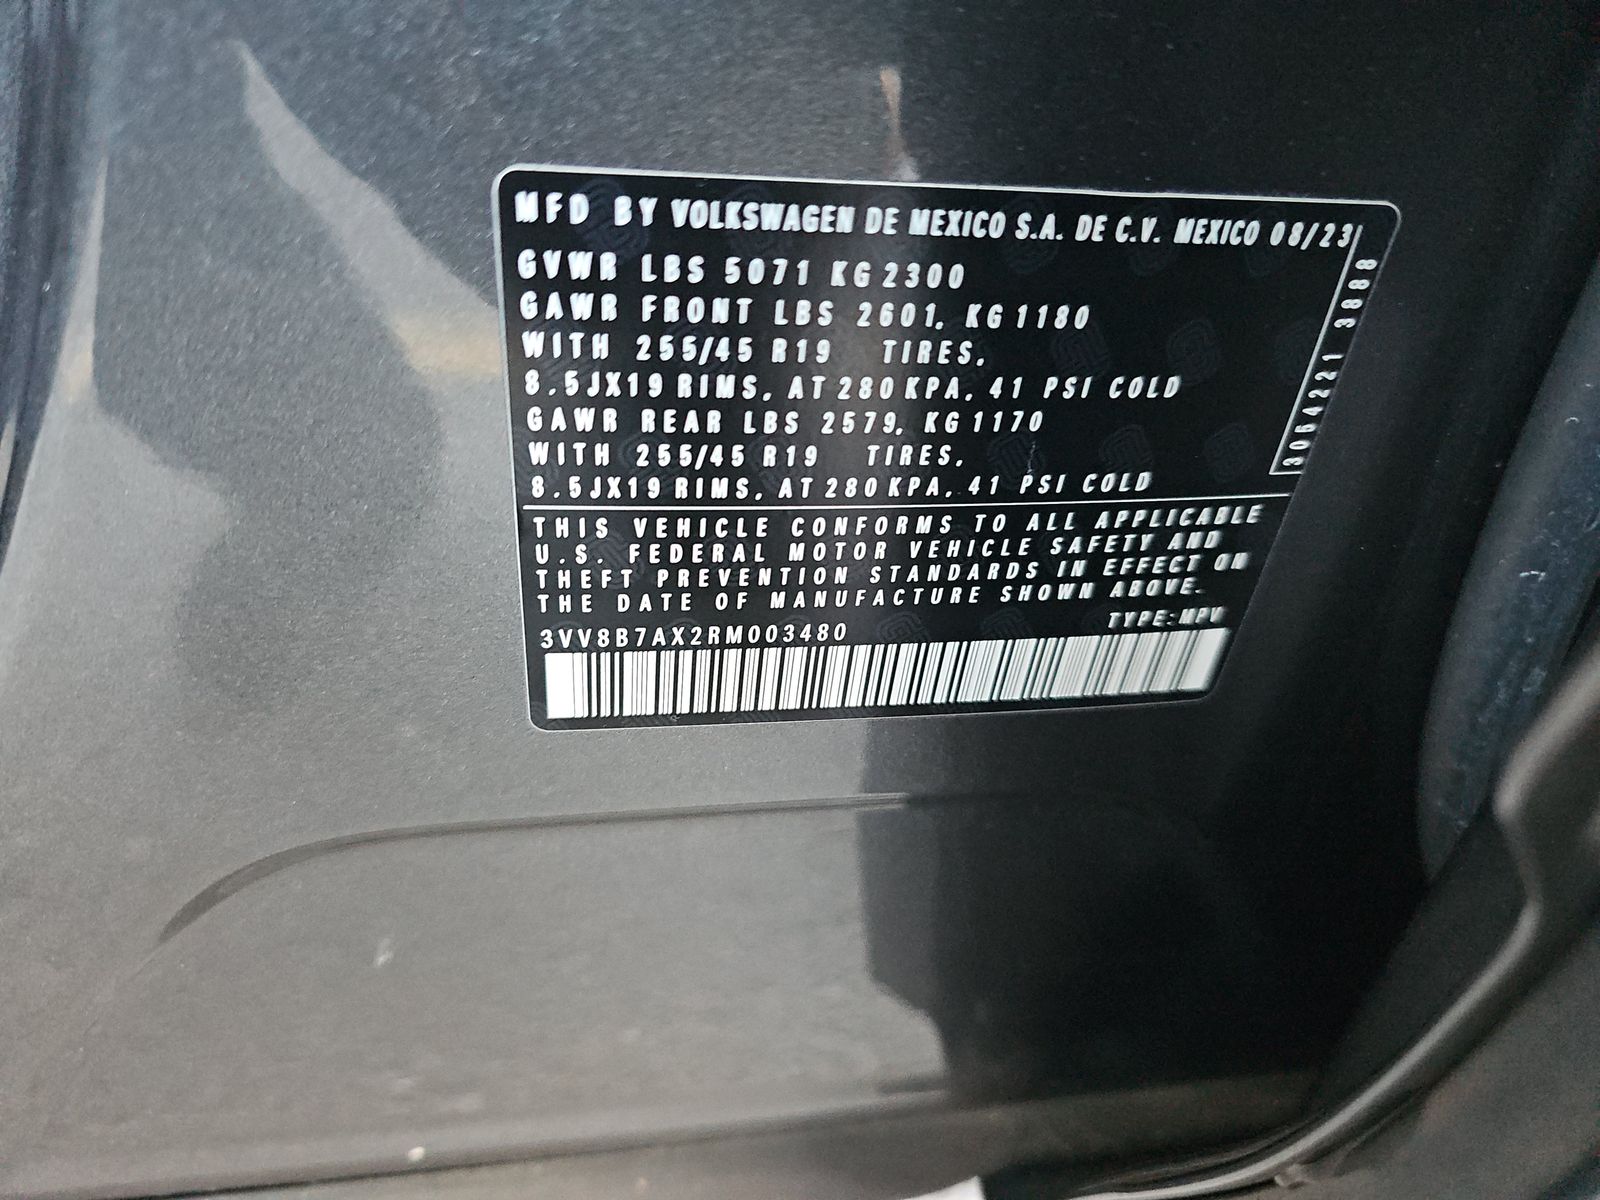 MFD BY VOLKSWAGEN DE MEXICO S.A. DE C.V. MEXICO 08/23
GVWR LBS 5071 KG 2300
GAWR FRONT LBS 2601, KG 1180
WITH 255/45 R19 TIRES,
8.5JX19 RIMS, AT 280 KPA, 41 PSI COLD
GAWR REAR LBS 2579, KG 1170
WITH 255/45 R19 TIRES,
8.5JX19 RIMS, AT 280 KPA, 41 PSI COLD
3054221 3888
THIS VEHICLE CONFORMS TO ALL APPLICABLE
U.S. FEDERAL MOTOR VEHICLE SAFETY AND
THEFT PREVENTION STANDARDS IN EFFECT ON
THE DATE OF MANUFACTURE SHOWN ABOVE.
TYPE: MPV
3VV8B7AX2RM003480